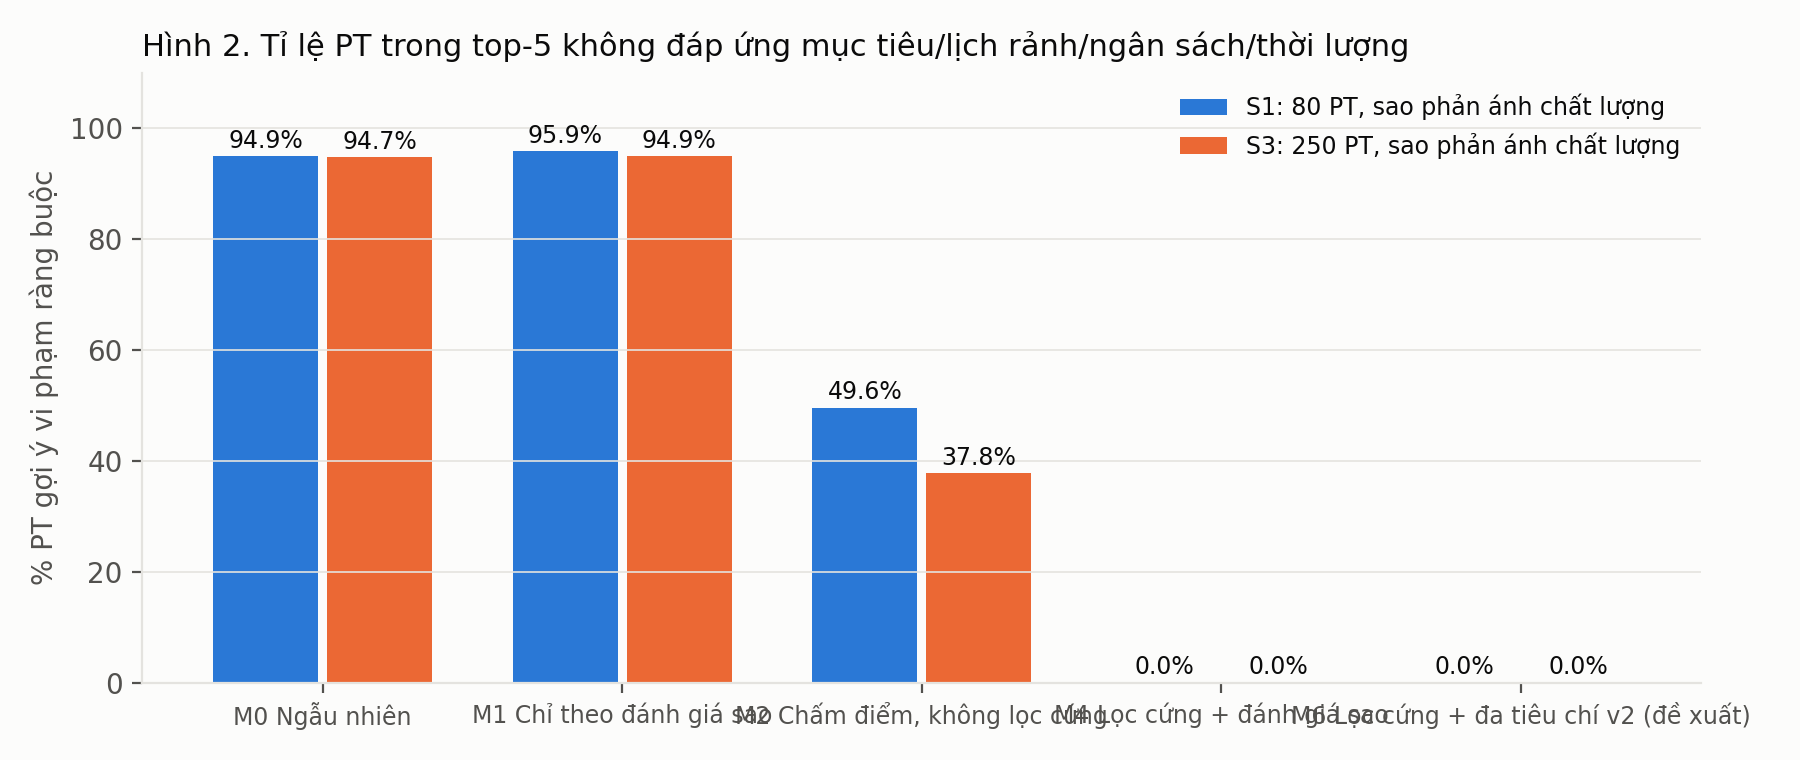 Hình 2. Tỉ lệ PT trong top-5 không đáp ứng mục tiêu/lịch rảnh/ngân sách/thời lượng
S1: 80 PT, sao phản ánh chất lượng
S3: 250 PT, sao phản ánh chất lượng
% PT gợi ý vi phạm ràng buộc
100
80
60
40
20
0
94.9%
94.7%
95.9%
94.9%
49.6%
37.8%
0.0%
0.0%
0.0%
0.0%
M0 Ngẫu nhiên
M1 Chỉ theo đánh giá sao
M2 Chấm điểm, không lọc cứng
M4 Lọc cứng + đánh giá sao
M6 Lọc cứng + đa tiêu chí v2 (đề xuất)